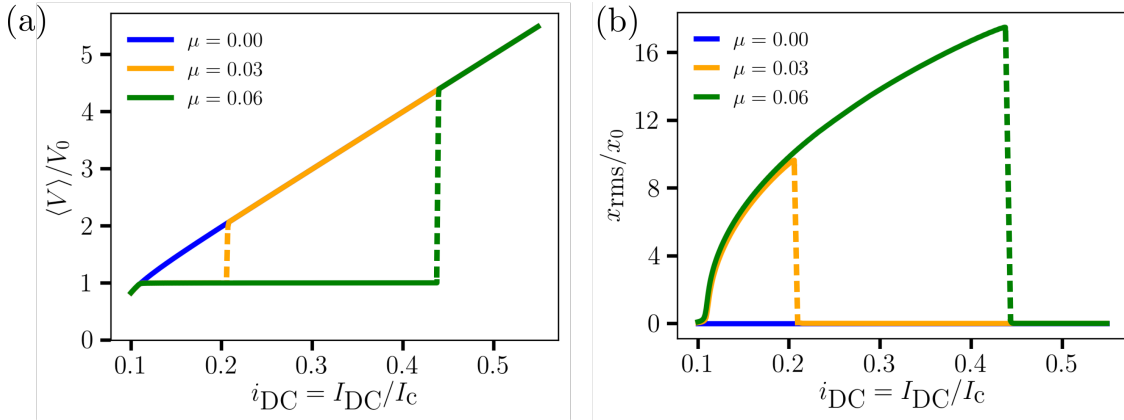 (a)
⟨V⟩/V₀
5
4
3
2
1
0
μ = 0.00
μ = 0.03
μ = 0.06
0.1 0.2 0.3 0.4 0.5
i_DC = I_DC/I_c
(b)
x_rms/x₀
16
12
8
4
0
μ = 0.00
μ = 0.03
μ = 0.06
0.1 0.2 0.3 0.4 0.5
i_DC = I_DC/I_c